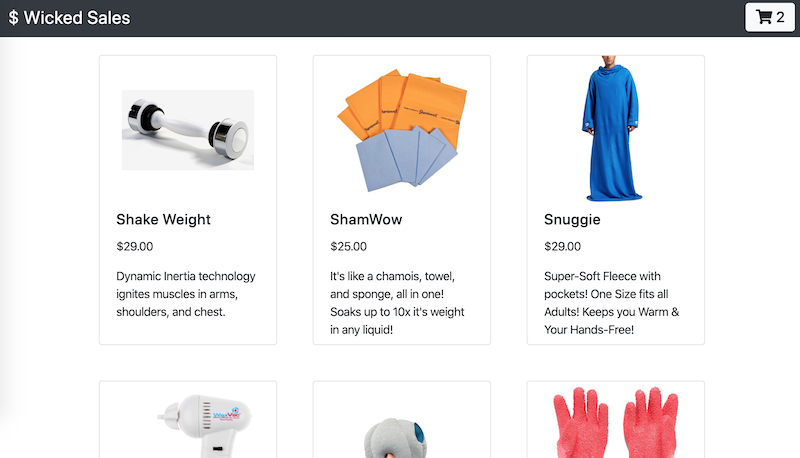 $ Wicked Sales
2
Shake Weight
$29.00
Dynamic Inertia technology
ignites muscles in arms,
shoulders, and chest.
ShamWow
$25.00
It's like a chamois, towel,
and sponge, all in one!
Soaks up to 10x it's weight
in any liquid!
Snuggie
$29.00
Super-Soft Fleece with
pockets! One Size fits all
Adults! Keeps you Warm &
Your Hands-Free!